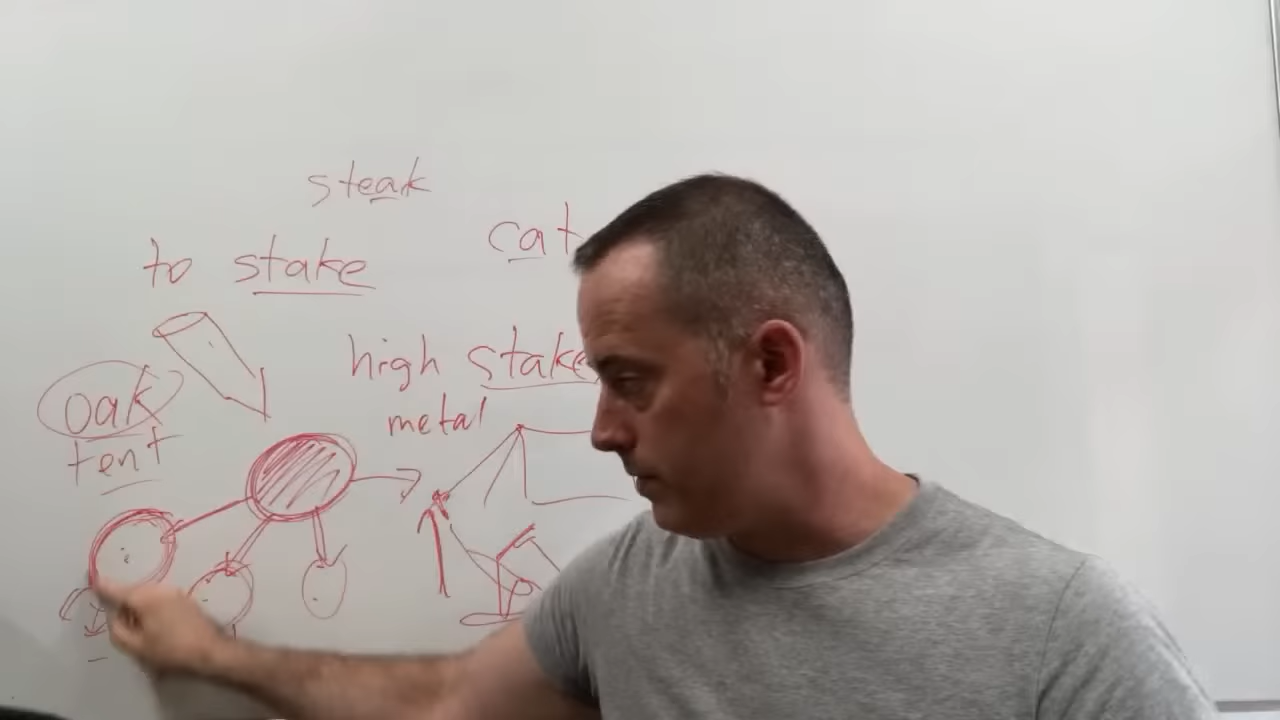 steak
cat
to stake
high stake
metal
oak
tent